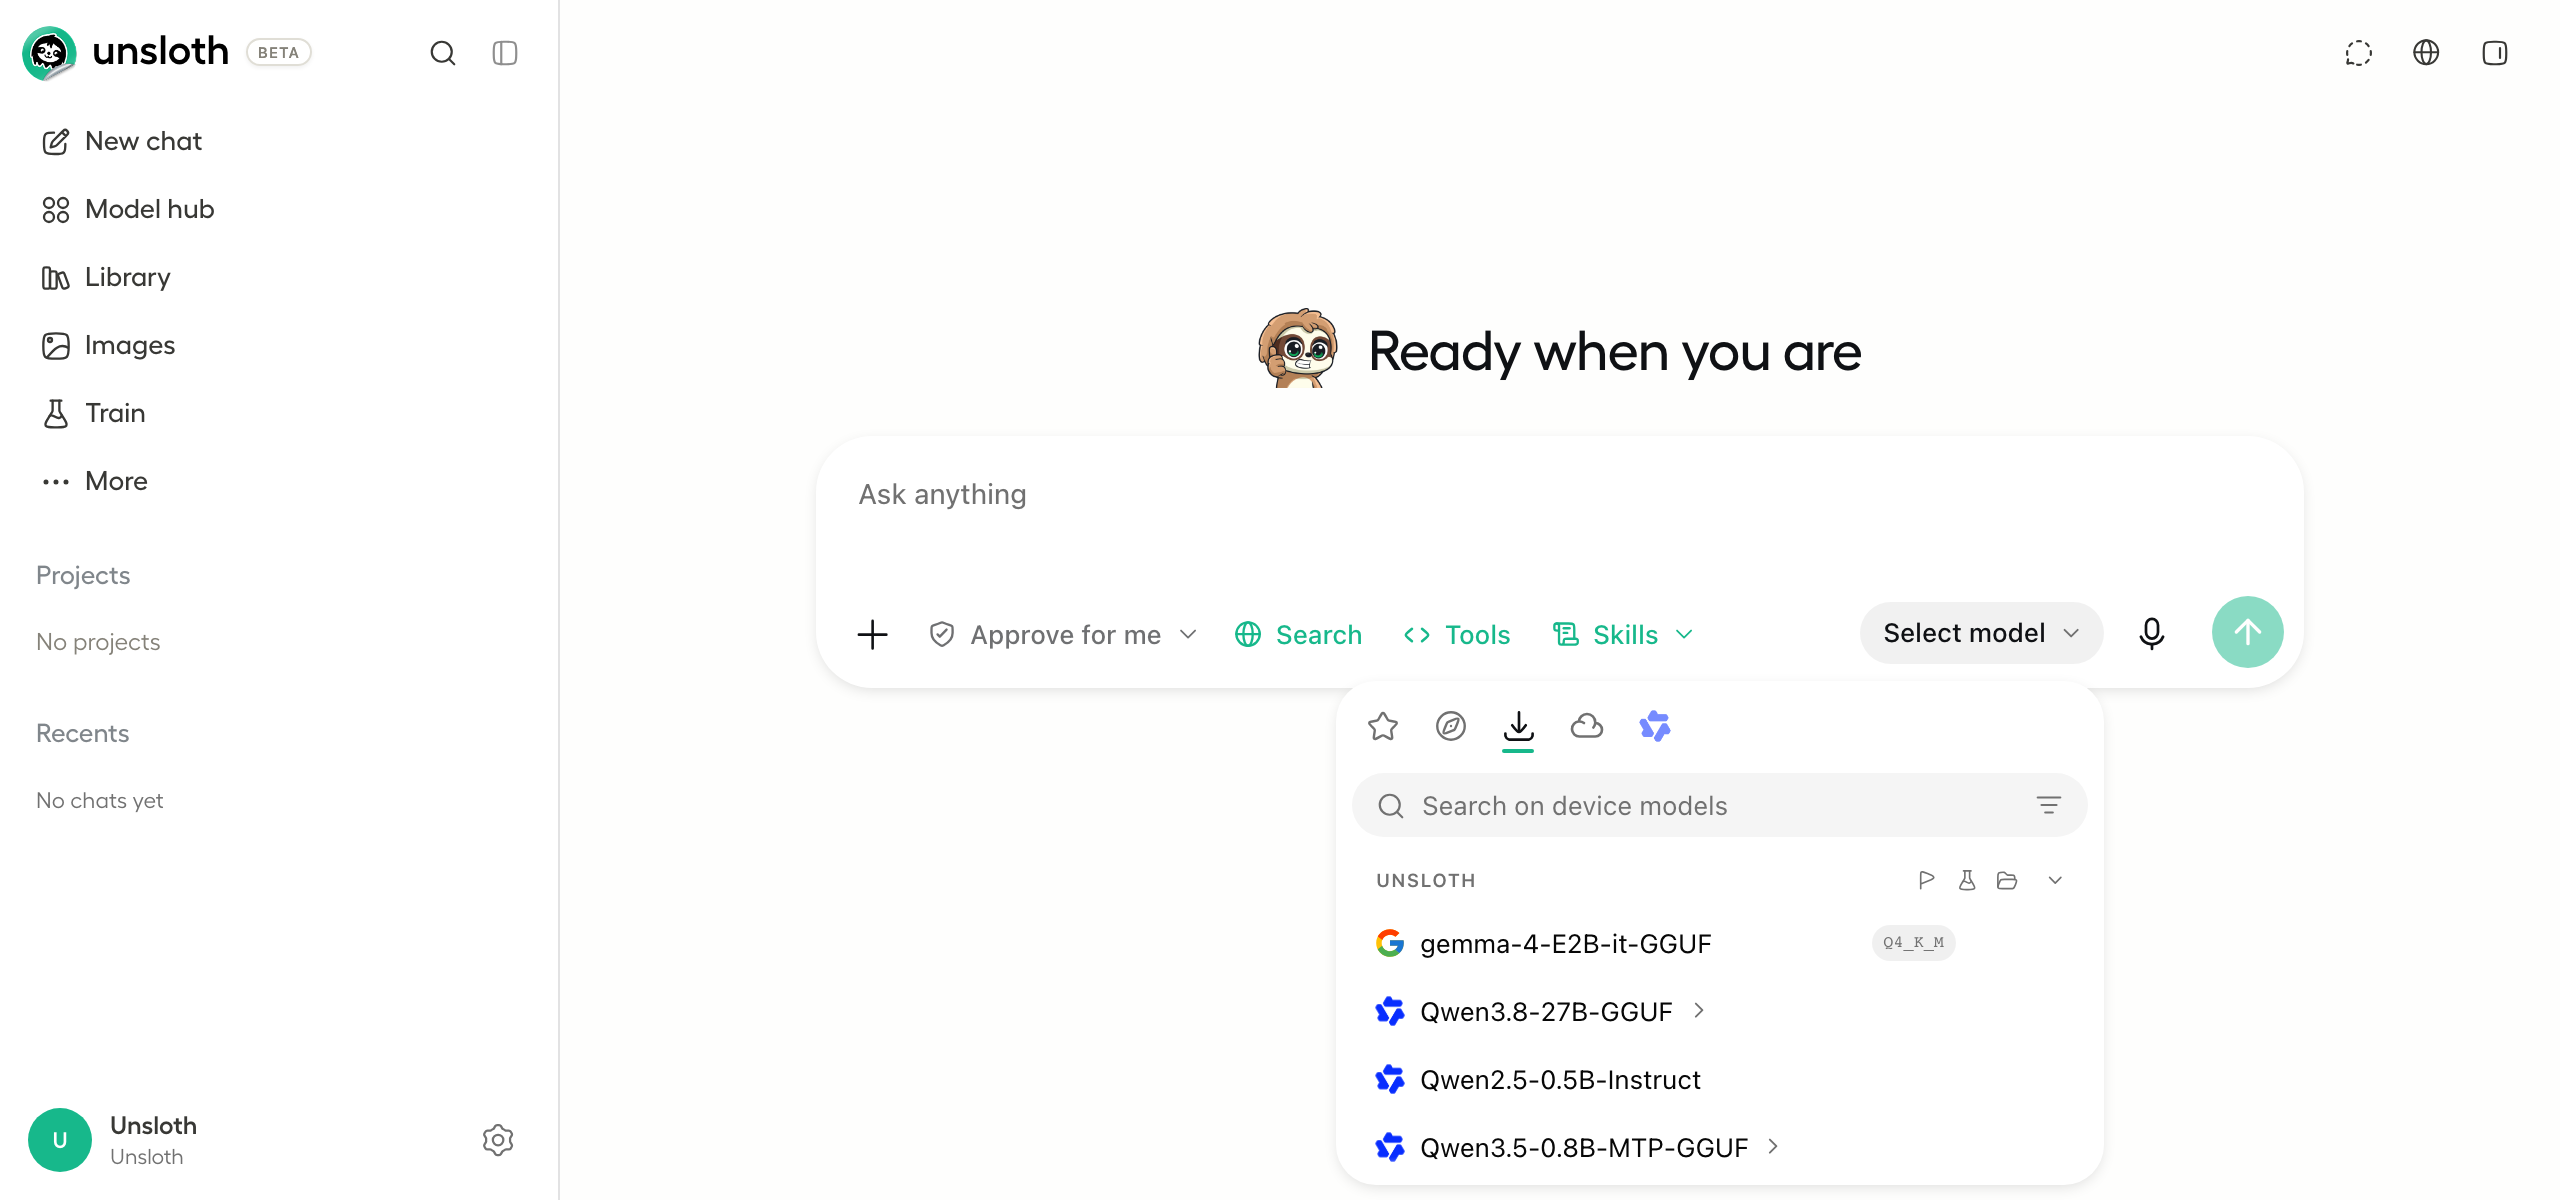 unsloth BETA
New chat
Model hub
Library
Images
Train
More
Projects
No projects
Recents
No chats yet
U
Unsloth
Unsloth
Ready when you are
Ask anything
Approve for me Search Tools Skills Select model
Search on device models
UNSLOTH
gemma-4-E2B-it-GGUF Q4_K_M
Qwen3.8-27B-GGUF
Qwen2.5-0.5B-Instruct
Qwen3.5-0.8B-MTP-GGUF